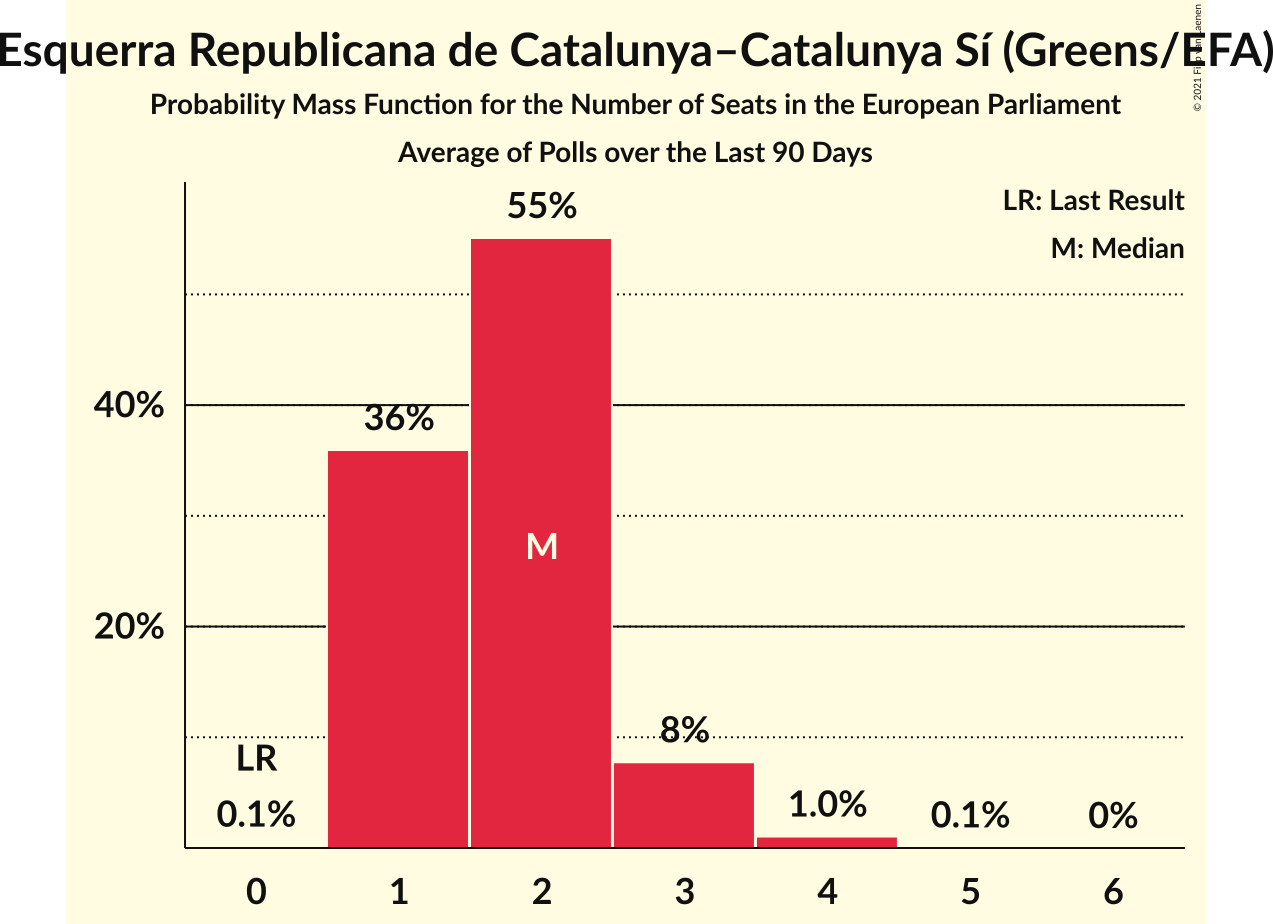 Esquerra Republicana de Catalunya–Catalunya Sí (Greens/EFA)
Probability Mass Function for the Number of Seats in the European Parliament
Average of Polls over the Last 90 Days
© 2021
LR: Last Result
M: Median
55%
40%
36%
M
20%
8%
LR
0.1%
1.0%
0.1%
0%
0 1 2 3 4 5 6